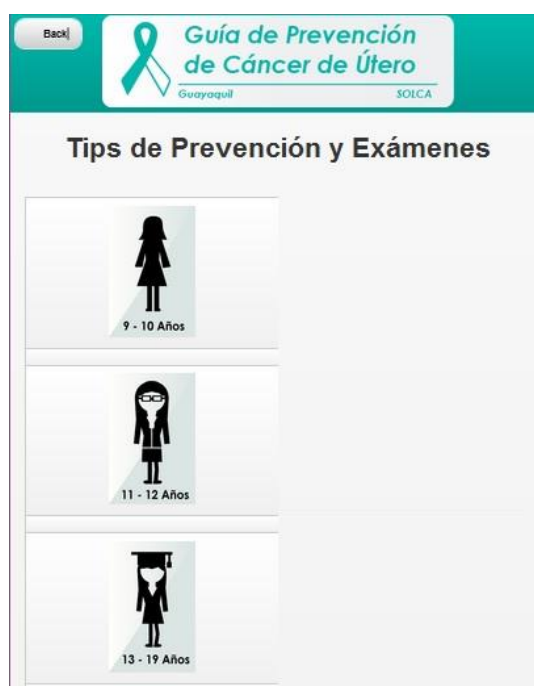 Back
Guía de Prevención
de Cáncer de Útero
Guayaquil SOLCA
Tips de Prevención y Exámenes
9 - 10 Años
11 - 12 Años
13 - 19 Años